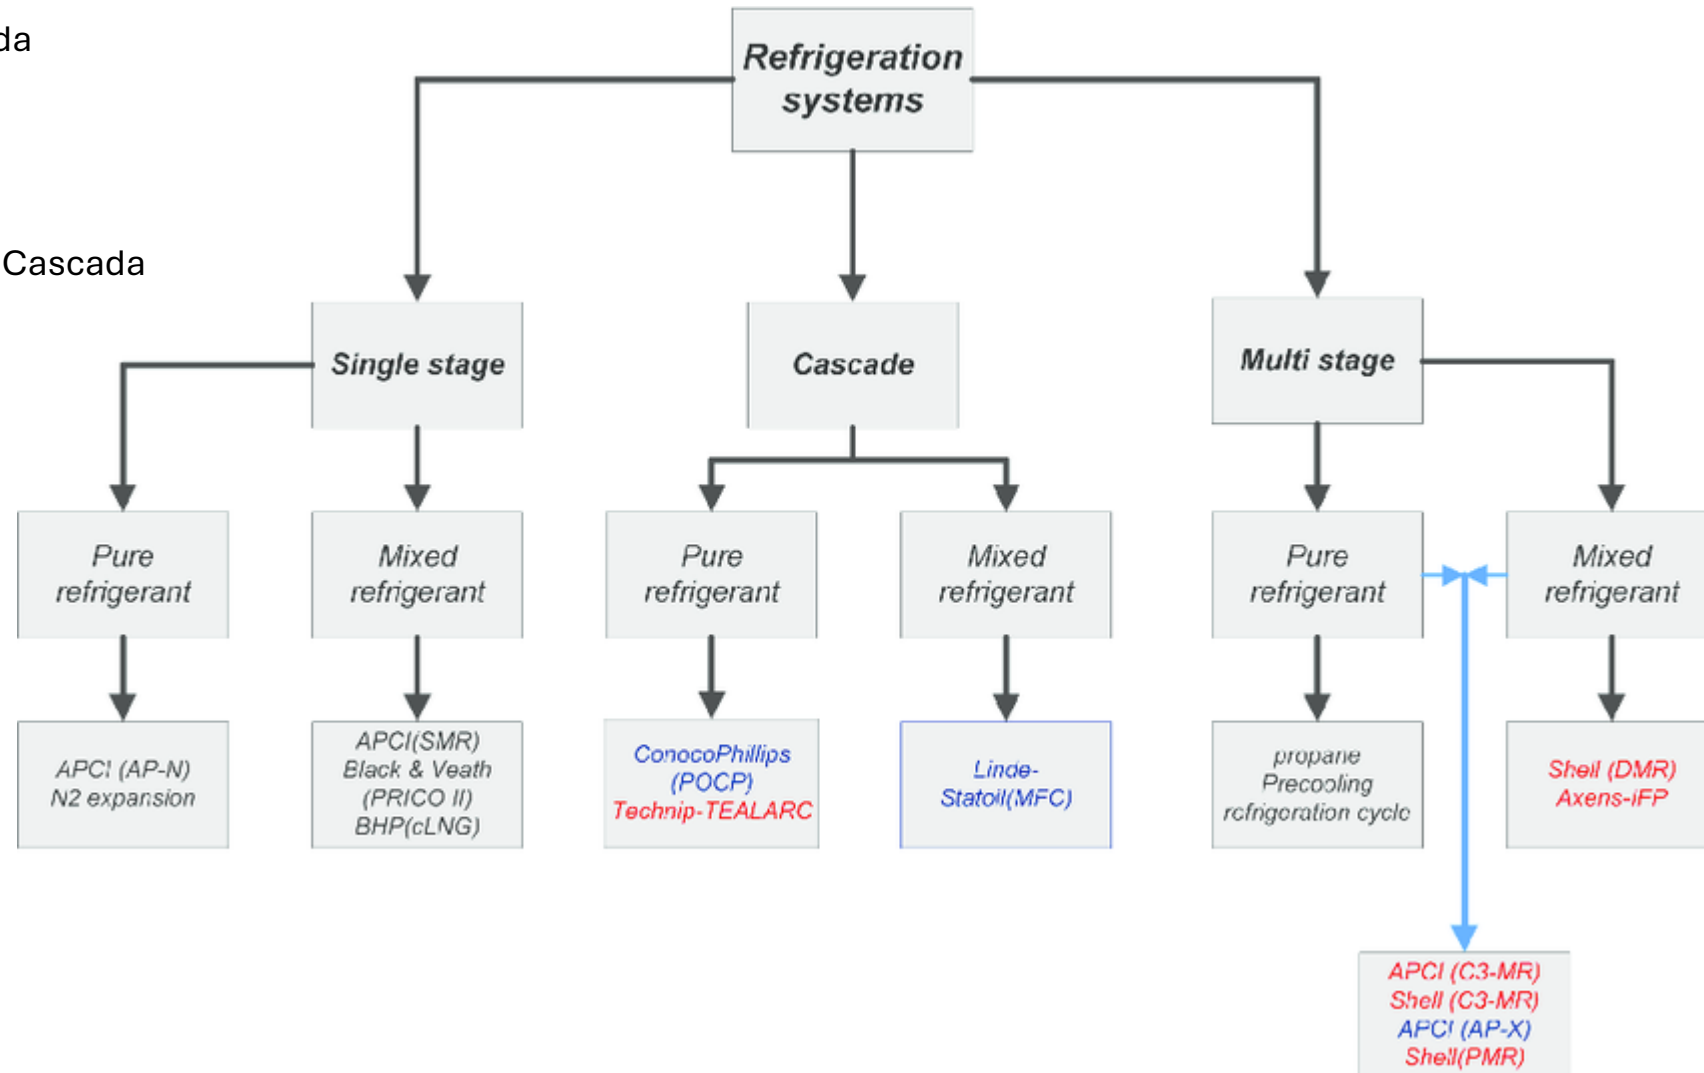 da
Refrigeration
systems
Cascada
Single stage
Cascade
Multi stage
Pure
refrigerant
Mixed
refrigerant
Pure
refrigerant
Mixed
refrigerant
Pure
refrigerant
Mixed
refrigerant
APCI (AP-N)
N2 expansion
APCI(SMR)
Black & Veath
(PRICO II)
BHP(cLNG)
ConocoPhillips
(POCP)
Technip-TEALARC
Linde-
Statoil(MFC)
propane
Precooling
refrigeration cycle
Shell (DMR)
Axens-IFP
APCI (C3-MR)
Shell (C3-MR)
APCI (AP-X)
Shell(PMR)